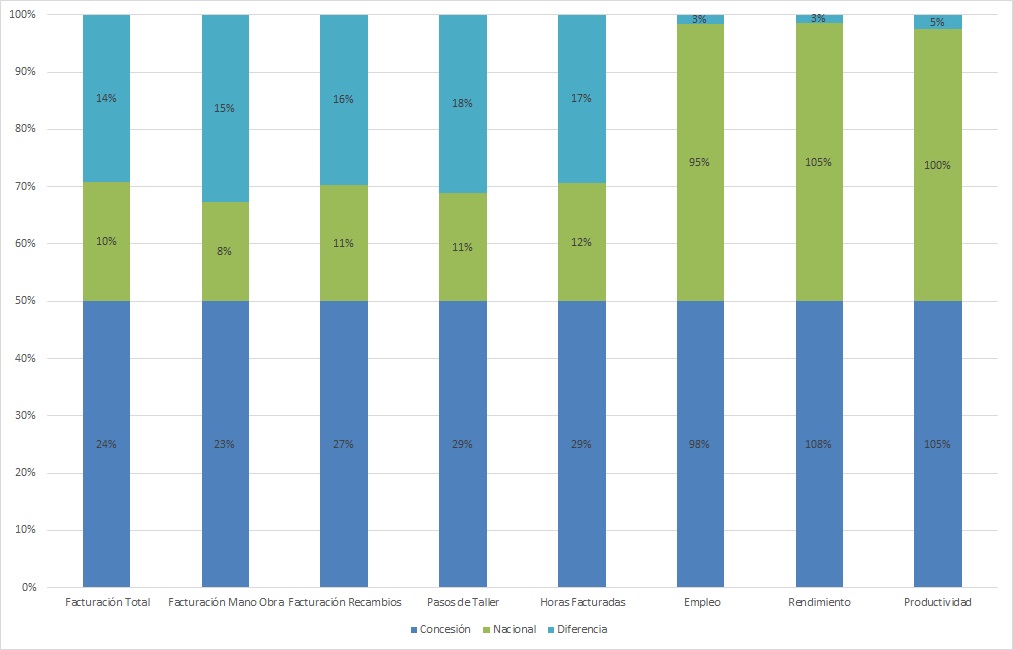 100%
90%
80%
70%
60%
50%
40%
30%
20%
10%
0%
14% 15% 16% 18% 17% 3% 3% 5%
10% 8% 11% 11% 12% 95% 105% 100%
24% 23% 27% 29% 29% 98% 108% 105%
Facturación Total Facturación Mano Obra Facturación Recambios Pasos de Taller Horas Facturadas Empleo Rendimiento Productividad
Concesión Nacional Diferencia